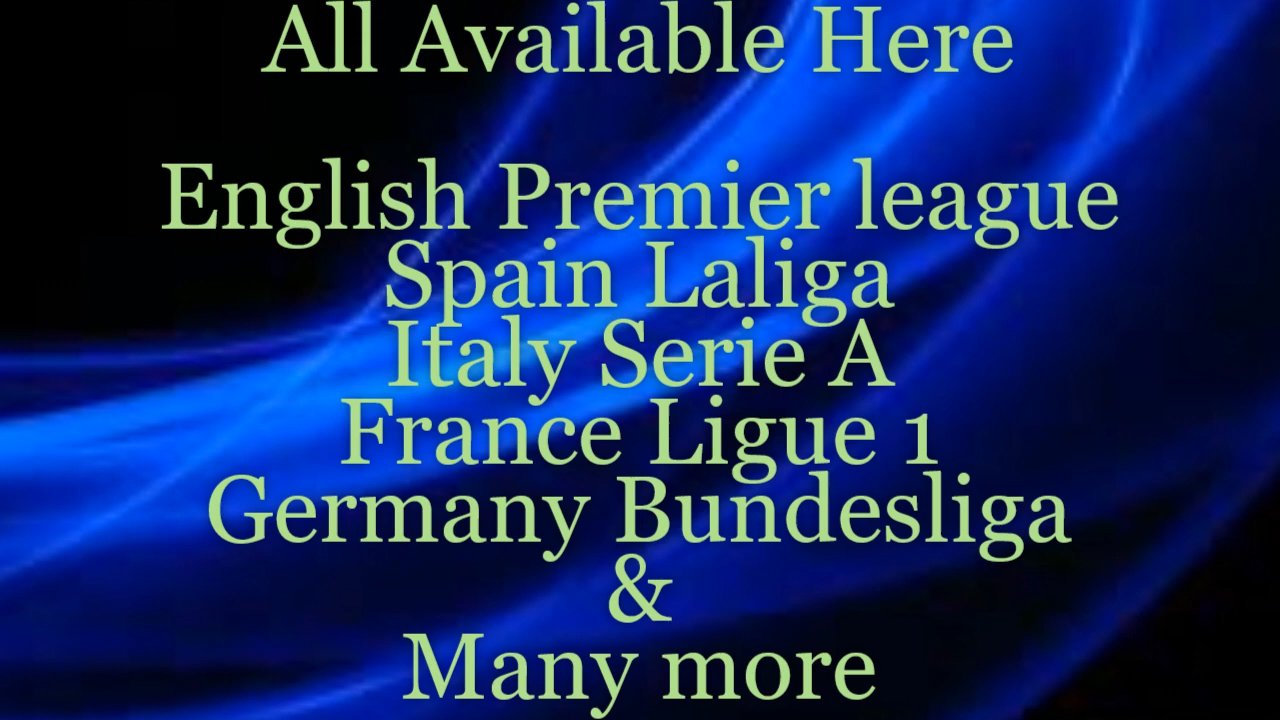 All Available Here
English Premier league
Spain Laliga
Italy Serie A
France Ligue 1
Germany Bundesliga
&
Many more